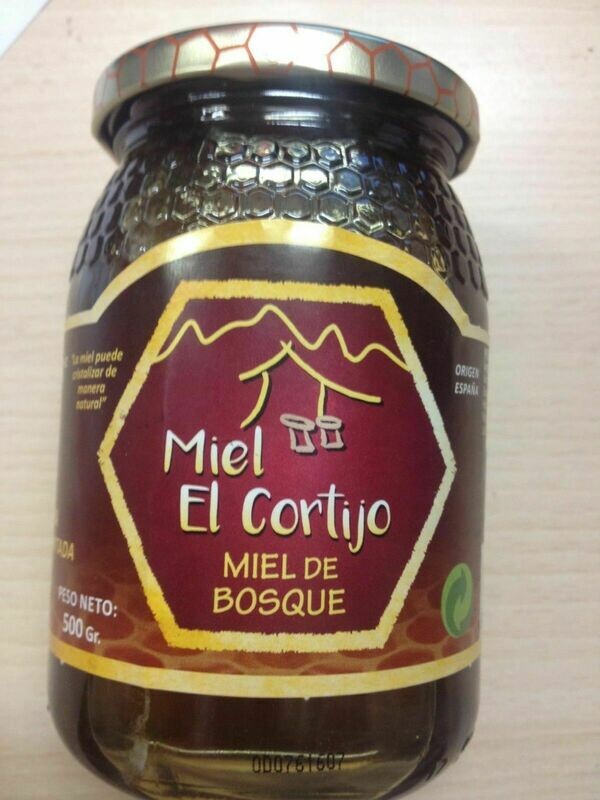 "La miel puede
cristalizar de
manera
natural"
ORIGEN
ESPAÑA
Miel
El Cortijo
MIEL DE
BOSQUE
TADA
PESO NETO:
500 Gr.